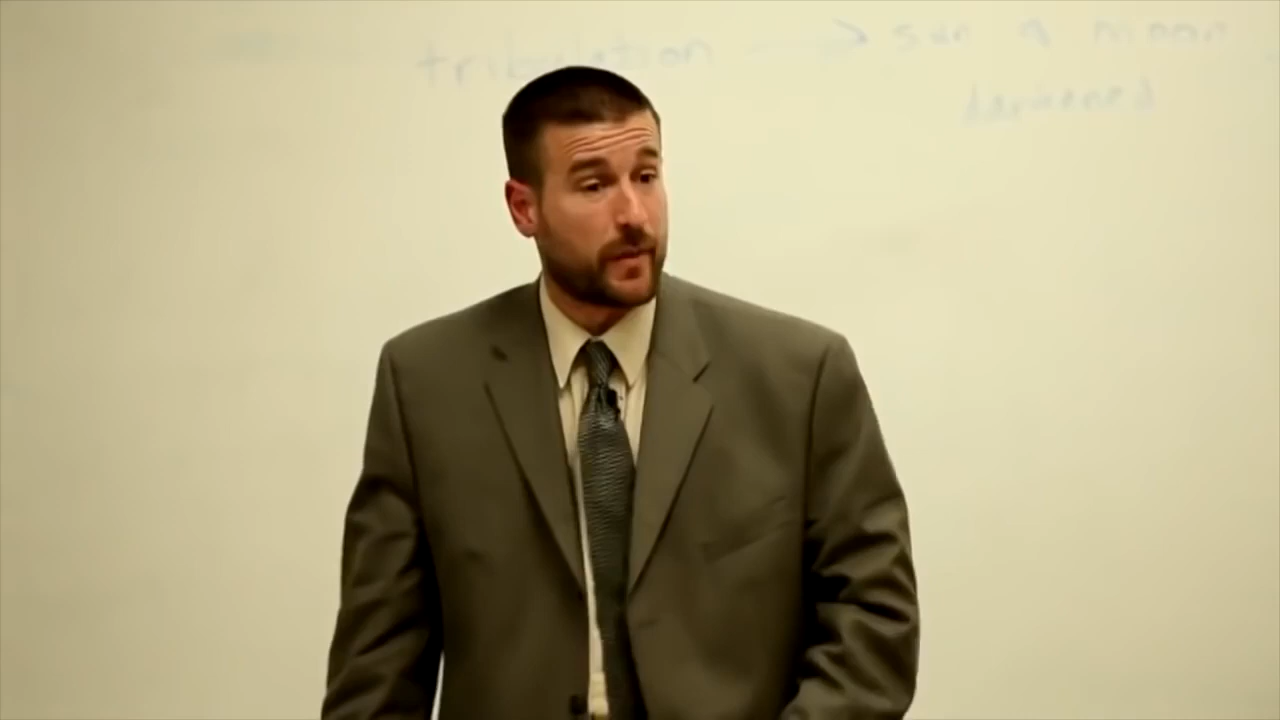 tribulation → sun & moon
darkened